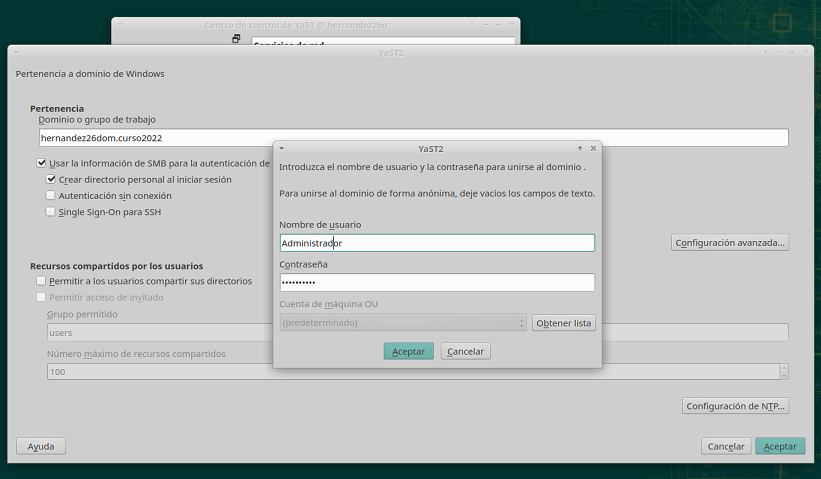 Centro de control de YaST @ hernander26g
Servicios de red
YaST2
Pertenencia a dominio de Windows
Pertenencia
Dominio o grupo de trabajo
hernandez26dom.curso2022
Usar la información de SMB para la autenticación de
Crear directorio personal al iniciar sesión
Autenticación sin conexión
Single Sign-On para SSH
Configuración avanzada...
Recursos compartidos por los usuarios
Permitir a los usuarios compartir sus directorios
Permitir acceso de invitado
Grupo permitido
users
Número máximo de recursos compartidos
100
Configuración de NTP...
Ayuda
Cancelar
Aceptar
YaST2
Introduzca el nombre de usuario y la contraseña para unirse al dominio .
Para unirse al dominio de forma anónima, deje vacíos los campos de texto.
Nombre de usuario
Administrador
Contraseña
••••••••••
Cuenta de máquina OU
(predeterminado)
Obtener lista
Aceptar
Cancelar